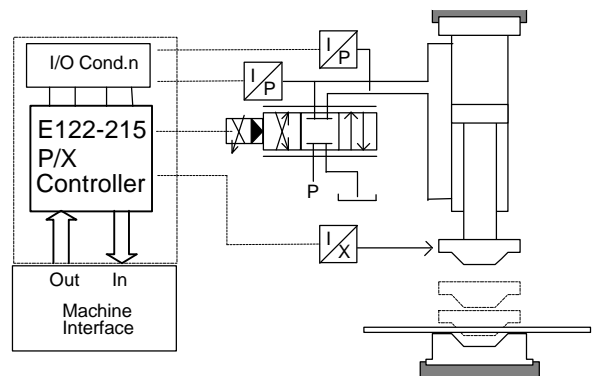 I/O Cond.n
E122-215
P/X
Controller
Out In
Machine
Interface
I
P
I
P
P
I
X